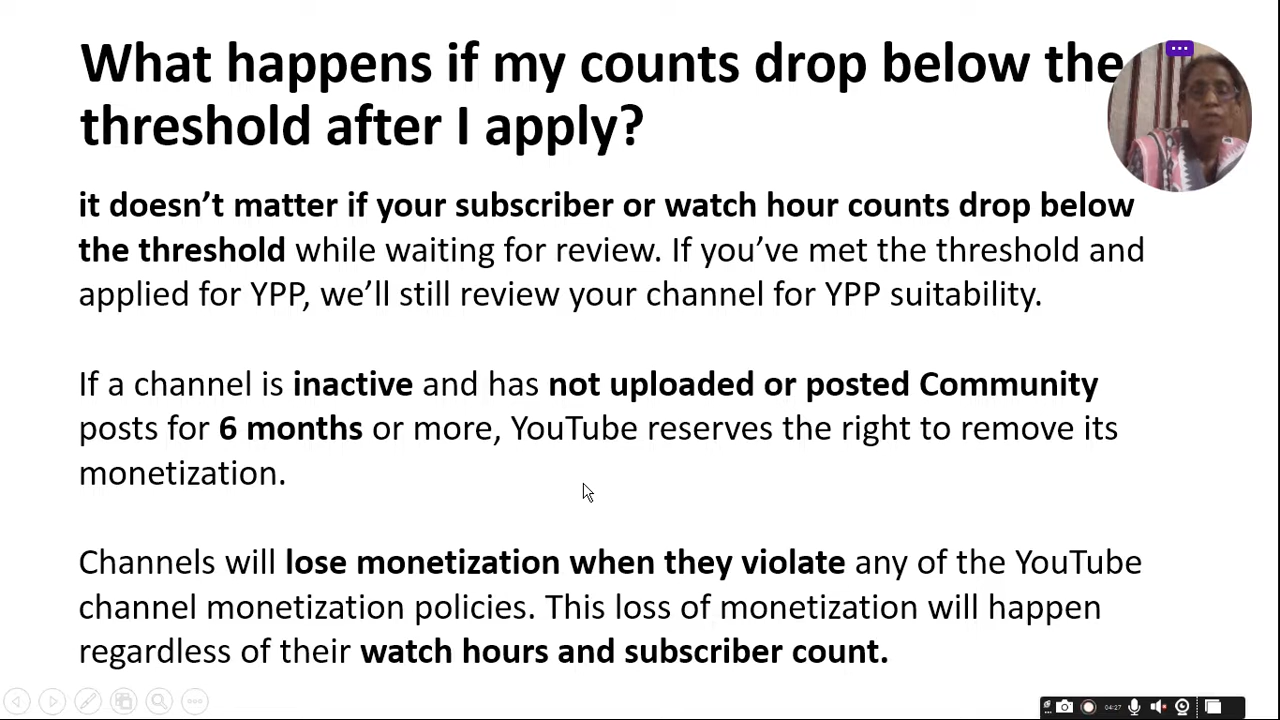 What happens if my counts drop below the
threshold after I apply?
it doesn’t matter if your subscriber or watch hour counts drop below
the threshold while waiting for review. If you’ve met the threshold and
applied for YPP, we’ll still review your channel for YPP suitability.
If a channel is inactive and has not uploaded or posted Community
posts for 6 months or more, YouTube reserves the right to remove its
monetization.
Channels will lose monetization when they violate any of the YouTube
channel monetization policies. This loss of monetization will happen
regardless of their watch hours and subscriber count.
04:27